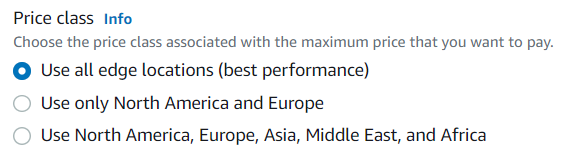 Price class Info
Choose the price class associated with the maximum price that you want to pay.
Use all edge locations (best performance)
Use only North America and Europe
Use North America, Europe, Asia, Middle East, and Africa